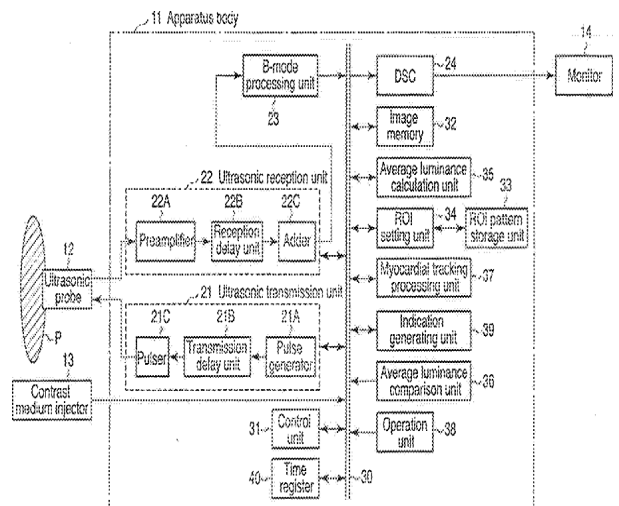 11 Apparatus body
14
Monitor
B-mode
processing unit
23
DSC
24
Image
memory
32
Average luminance
calculation unit
35
ROI
setting unit
34
33
ROI pattern
storage unit
Myocardial tracking
processing unit
37
Indication
generating unit
39
Average luminance
comparison unit
36
Operation
unit
38
22 Ultrasonic reception unit
22A
22B
22C
Preamplifier
Reception
delay unit
Adder
12
Ultrasonic
probe
P
21 Ultrasonic transmission unit
21C
21B
21A
Pulser
Transmission
delay unit
Pulse
generator
13
Contrast
medium injector
31
Control
unit
40
Time
register
30